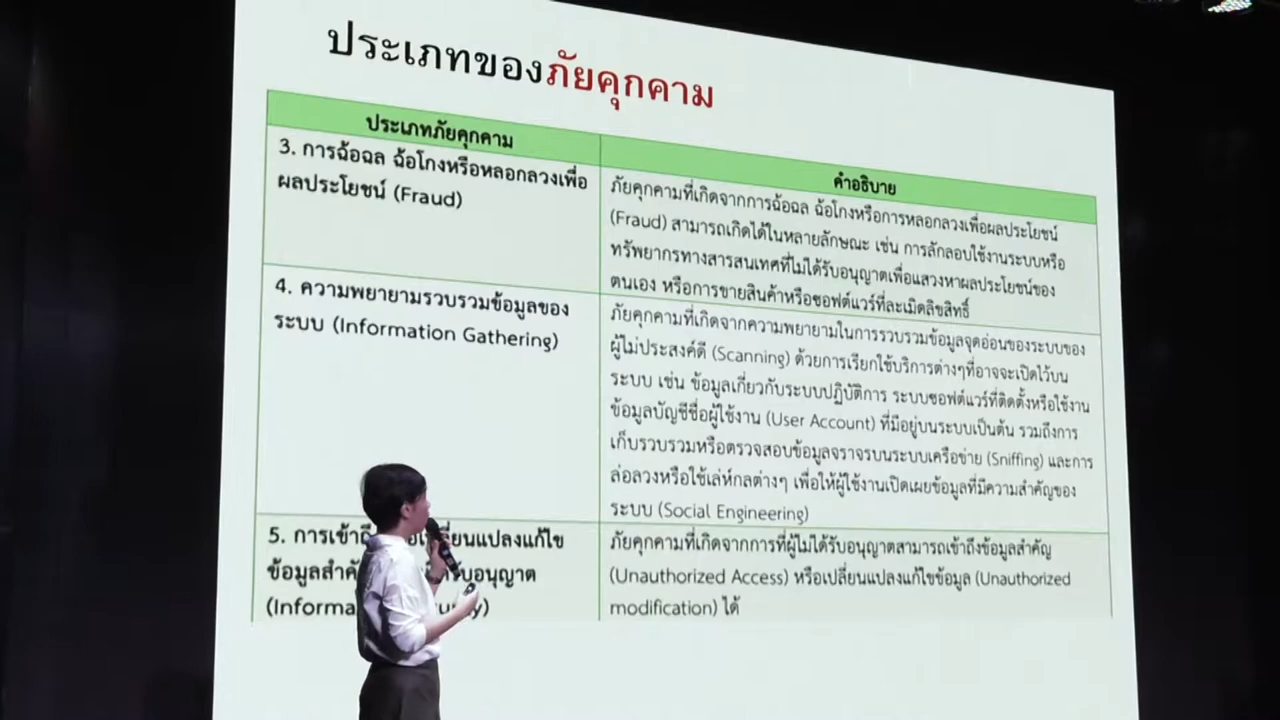 ประเภทของภัยคุกคาม
ประเภทภัยคุกคาม
คำอธิบาย
3. การฉ้อฉล ฉ้อโกงหรือหลอกลวงเพื่อ
ผลประโยชน์ (Fraud)
ภัยคุกคามที่เกิดจากการฉ้อฉล ฉ้อโกงหรือการหลอกลวงเพื่อผลประโยชน์
(Fraud) สามารถเกิดได้ในหลายลักษณะ เช่น การลักลอบใช้งานระบบหรือ
ทรัพยากรทางสารสนเทศที่ไม่ได้รับอนุญาตเพื่อแสวงหาผลประโยชน์ของ
ตนเอง หรือการขายสินค้าหรือซอฟต์แวร์ที่ละเมิดลิขสิทธิ์
4. ความพยายามรวบรวมข้อมูลของ
ระบบ (Information Gathering)
ภัยคุกคามที่เกิดจากความพยายามในการรวบรวมข้อมูลจุดอ่อนของระบบของ
ผู้ไม่ประสงค์ดี (Scanning) ด้วยการเรียกใช้บริการต่างๆที่อาจจะเปิดไว้บน
ระบบ เช่น ข้อมูลเกี่ยวกับระบบปฏิบัติการ ระบบซอฟต์แวร์ที่ติดตั้งหรือใช้งาน
ข้อมูลบัญชีชื่อผู้ใช้งาน (User Account) ที่มีอยู่บนระบบเป็นต้น รวมถึงการ
เก็บรวบรวมหรือตรวจสอบข้อมูลจราจรบนระบบเครือข่าย (Sniffing) และการ
ล่อลวงหรือใช้เล่ห์กลต่างๆ เพื่อให้ผู้ใช้งานเปิดเผยข้อมูลที่มีความสำคัญของ
ระบบ (Social Engineering)
5. การเข้าถึ เปลี่ยนแปลงแก้ไข
ข้อมูลสำคั รับอนุญาต
ภัยคุกคามที่เกิดจากการที่ผู้ไม่ได้รับอนุญาตสามารถเข้าถึงข้อมูลสำคัญ
(Unauthorized Access) หรือเปลี่ยนแปลงแก้ไขข้อมูล (Unauthorized
modification) ได้